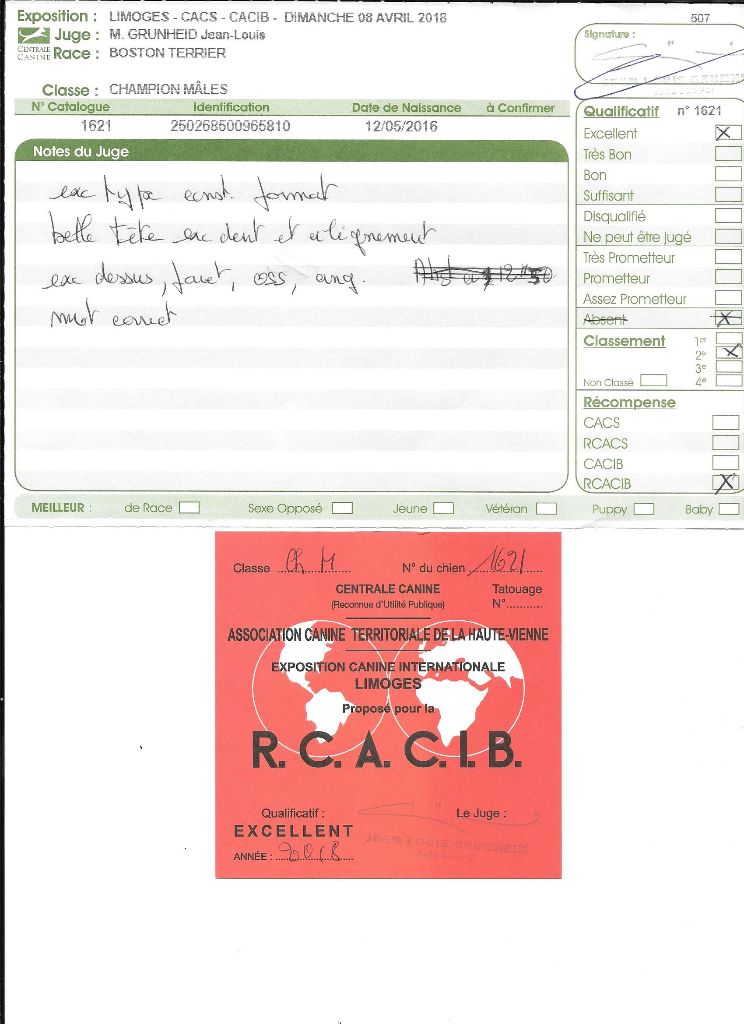 Exposition : LIMOGES - CACS - CACIB - DIMANCHE 08 AVRIL 2018
507
CENTRALE CANINE
Juge : M. GRUNHEID Jean-Louis
Race : BOSTON TERRIER
Signature :
Classe : CHAMPION MÂLES
N° Catalogue Identification Date de Naissance à Confirmer
1621 250268500965810 12/05/2016
Notes du Juge
exc type const. format
belle tête exc dent et alignement
exc dessus, fouet, oss, ang.
mvt correct
Qualificatif n° 1621
Excellent X
Très Bon
Bon
Suffisant
Disqualifié
Ne peut être jugé
Très Prometteur
Prometteur
Assez Prometteur
Absent X
Classement 1er
2e X
3e
Non Classé 4e
Récompense
CACS
RCACS
CACIB
RCACIB X
MEILLEUR : de Race Sexe Opposé Jeune Vétéran Puppy Baby
Classe Ch M N° du chien 1621
CENTRALE CANINE Tatouage
(Reconnue d'Utilité Publique) N°
ASSOCIATION CANINE TERRITORIALE DE LA HAUTE-VIENNE
EXPOSITION CANINE INTERNATIONALE
LIMOGES
Proposé pour la
R. C. A. C. I. B.
Qualificatif : Le Juge :
EXCELLENT
JEAN LOUIS GRUNHEID
ANNÉE : 2018